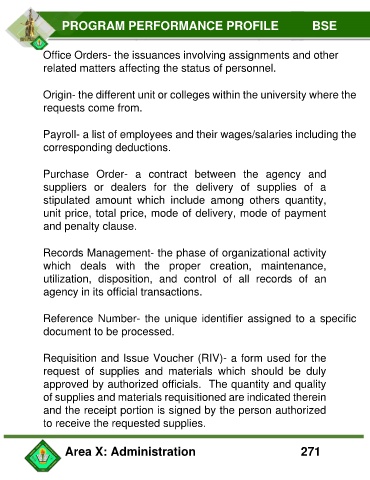 PROGRAM PERFORMANCE PROFILE BSE
Office Orders- the issuances involving assignments and other
related matters affecting the status of personnel.
Origin- the different unit or colleges within the university where the
requests come from.
Payroll- a list of employees and their wages/salaries including the
corresponding deductions.
Purchase Order- a contract between the agency and
suppliers or dealers for the delivery of supplies of a
stipulated amount which include among others quantity,
unit price, total price, mode of delivery, mode of payment
and penalty clause.
Records Management- the phase of organizational activity
which deals with the proper creation, maintenance,
utilization, disposition, and control of all records of an
agency in its official transactions.
Reference Number- the unique identifier assigned to a specific
document to be processed.
Requisition and Issue Voucher (RIV)- a form used for the
request of supplies and materials which should be duly
approved by authorized officials. The quantity and quality
of supplies and materials requisitioned are indicated therein
and the receipt portion is signed by the person authorized
to receive the requested supplies.
Area X: Administration 271